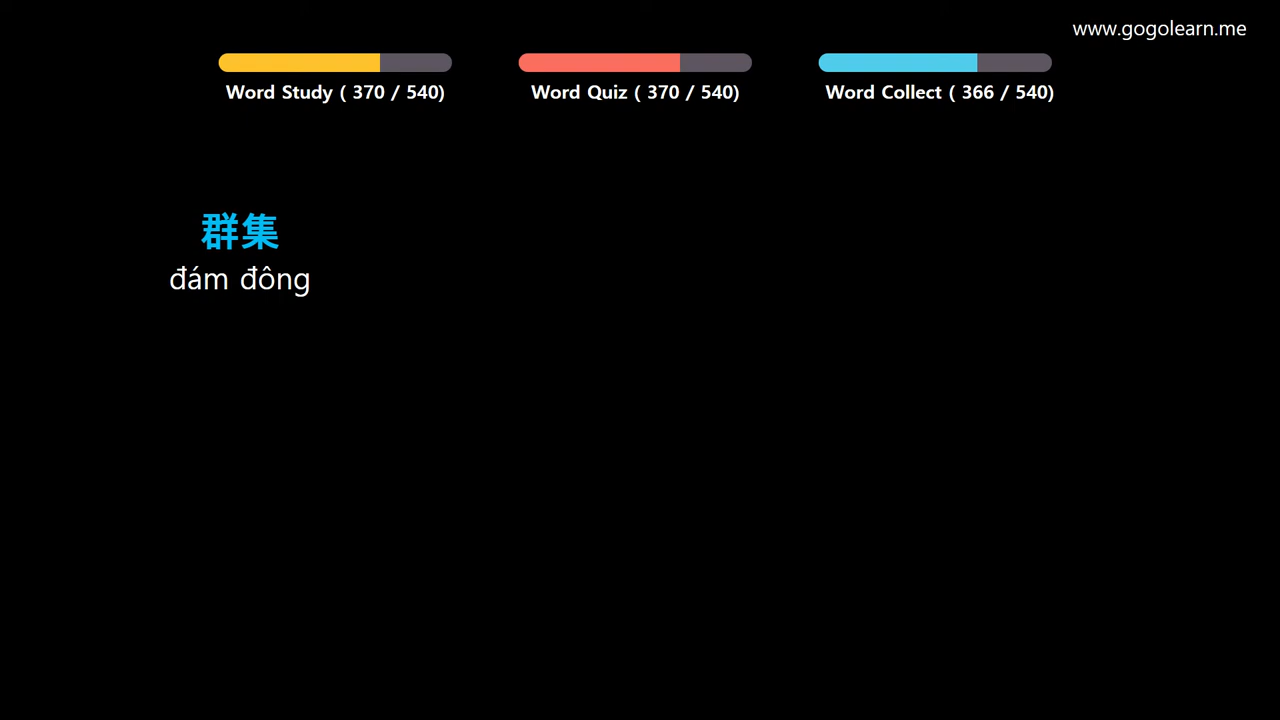 www.gogolearn.me
Word Study ( 370 / 540)
Word Quiz ( 370 / 540)
Word Collect ( 366 / 540)
群集
đám đông